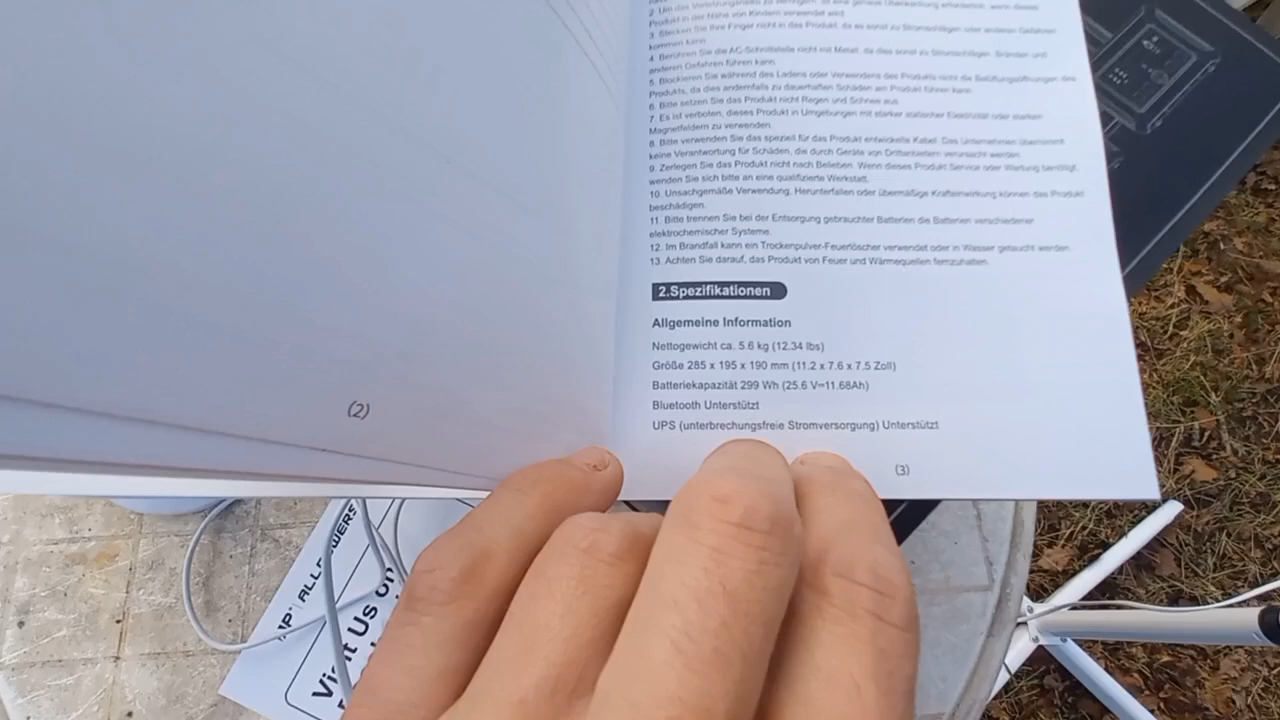 2. Um das Verletzungsrisiko zu verringern, ist eine genaue Überwachung erforderlich, wenn dieses
Produkt in der Nähe von Kindern verwendet wird.
3. Stecken Sie Ihre Finger nicht in das Produkt, da es sonst zu Stromschlägen oder anderen Gefahren
kommen kann.
4. Berühren Sie die AC-Schnittstelle nicht mit Metall, da dies sonst zu Stromschlägen, Bränden und
anderen Gefahren führen kann.
5. Blockieren Sie während des Ladens oder Verwendens des Produkts nicht die Belüftungsöffnungen des
Produkts, da dies andernfalls zu dauerhaften Schäden am Produkt führen kann.
6. Bitte setzen Sie das Produkt nicht Regen und Schnee aus.
7. Es ist verboten, dieses Produkt in Umgebungen mit starker statischer Elektrizität oder starken
Magnetfeldern zu verwenden.
8. Bitte verwenden Sie das speziell für das Produkt entwickelte Kabel. Das Unternehmen übernimmt
keine Verantwortung für Schäden, die durch Geräte von Drittanbietern verursacht werden.
9. Zerlegen Sie das Produkt nicht nach Belieben. Wenn dieses Produkt Service oder Wartung benötigt,
wenden Sie sich bitte an eine qualifizierte Werkstatt.
10. Unsachgemäße Verwendung, Herunterfallen oder übermäßige Krafteinwirkung können das Produkt
beschädigen.
11. Bitte trennen Sie bei der Entsorgung gebrauchter Batterien die Batterien verschiedener
elektrochemischer Systeme.
12. Im Brandfall kann ein Trockenpulver-Feuerlöscher verwendet oder in Wasser getaucht werden.
13. Achten Sie darauf, das Produkt von Feuer und Wärmequellen fernzuhalten.
2.Spezifikationen
Allgemeine Information
Nettogewicht ca. 5.6 kg (12.34 lbs)
Größe 285 x 195 x 190 mm (11.2 x 7.6 x 7.5 Zoll)
Batteriekapazität 299 Wh (25.6 V⎓11.68Ah)
Bluetooth Unterstützt
UPS (unterbrechungsfreie Stromversorgung) Unterstützt
(2)
(3)
Us on